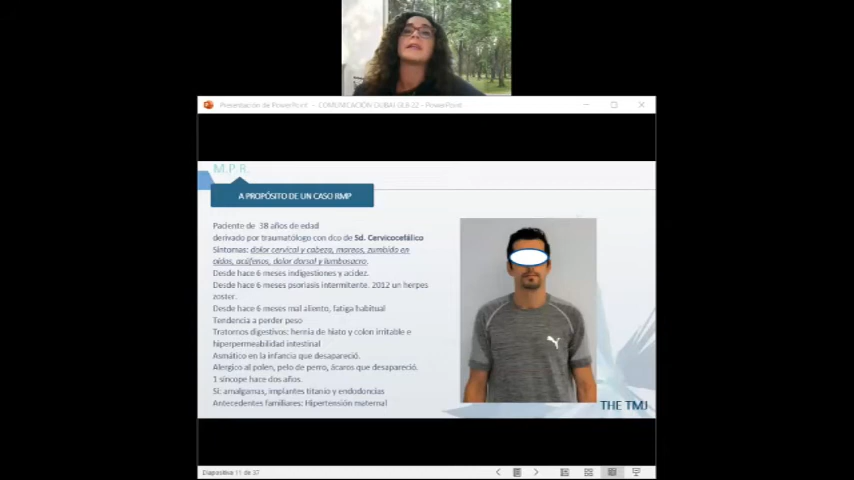 Presentación de PowerPoint - COMUNICACIÓN DUBAI GL6-22 - PowerPoint
M.P.R.
A PROPÓSITO DE UN CASO RMP
Paciente de 38 años de edad
derivado por traumatólogo con dco de Sd. Cervicocefálico
Síntomas: dolor cervical y cabeza, mareos, zumbido en
oídos, acúfenos, dolor dorsal y lumbosacro.
Desde hace 6 meses indigestiones y acidez.
Desde hace 6 meses psoriasis intermitente. 2012 un herpes
zoster.
Desde hace 6 meses mal aliento, fatiga habitual
Tendencia a perder peso
Tratornos digestivos: hernia de hiato y colon irritable e
hiperpermeabilidad intestinal
Asmático en la infancia que desapareció.
Alergico al polen, pelo de perro, ácaros que desapareció.
1 síncope hace dos años.
Si: amalgamas, implantes titanio y endodoncias
Antecedentes familiares: Hipertensión maternal
THE TMJ
Diapositiva 11 de 37